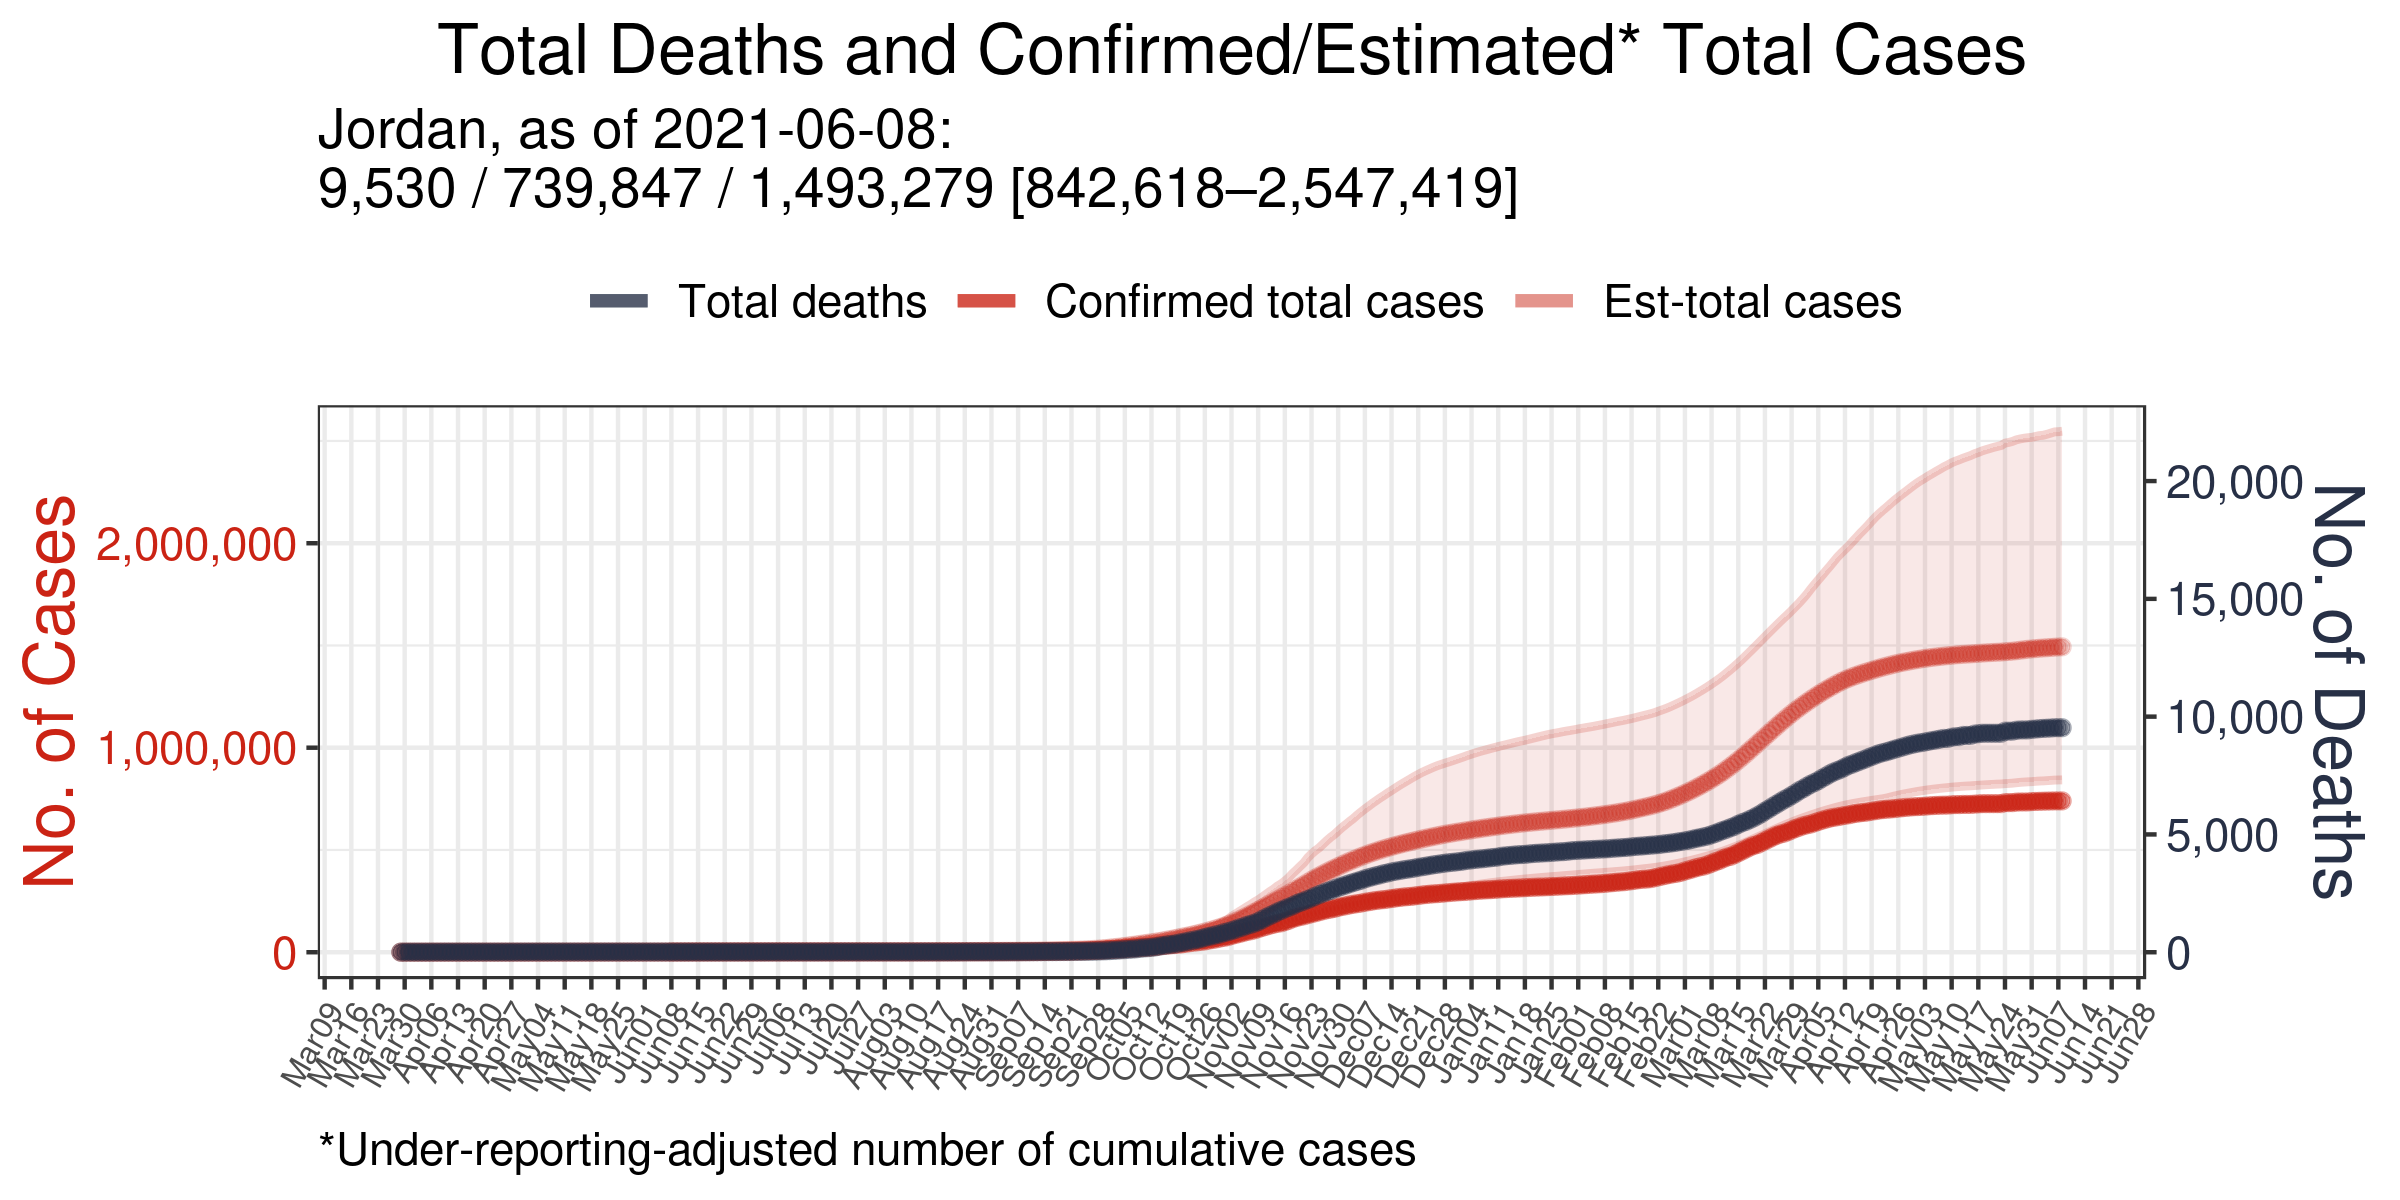 Total Deaths and Confirmed/Estimated* Total Cases
Jordan, as of 2021-06-08:
9,530 / 739,847 / 1,493,279 [842,618–2,547,419]
Total deaths
Confirmed total cases
Est-total cases
No. of Cases
2,000,000
1,000,000
0
20,000
15,000
10,000
5,000
0
No. of Deaths
Mar09
Mar16
Mar23
Mar30
Apr06
Apr13
Apr20
Apr27
May04
May11
May18
May25
Jun01
Jun08
Jun15
Jun22
Jun29
Jul06
Jul13
Jul20
Jul27
Aug03
Aug10
Aug17
Aug24
Aug31
Sep07
Sep14
Sep21
Sep28
Oct05
Oct12
Oct19
Oct26
Nov02
Nov09
Nov16
Nov23
Nov30
Dec07
Dec14
Dec21
Dec28
Jan04
Jan11
Jan18
Jan25
Feb01
Feb08
Feb15
Feb22
Mar01
Mar08
Mar15
Mar22
Mar29
Apr05
Apr12
Apr19
Apr26
May03
May10
May17
May24
May31
Jun07
Jun14
Jun21
Jun28
*Under-reporting-adjusted number of cumulative cases